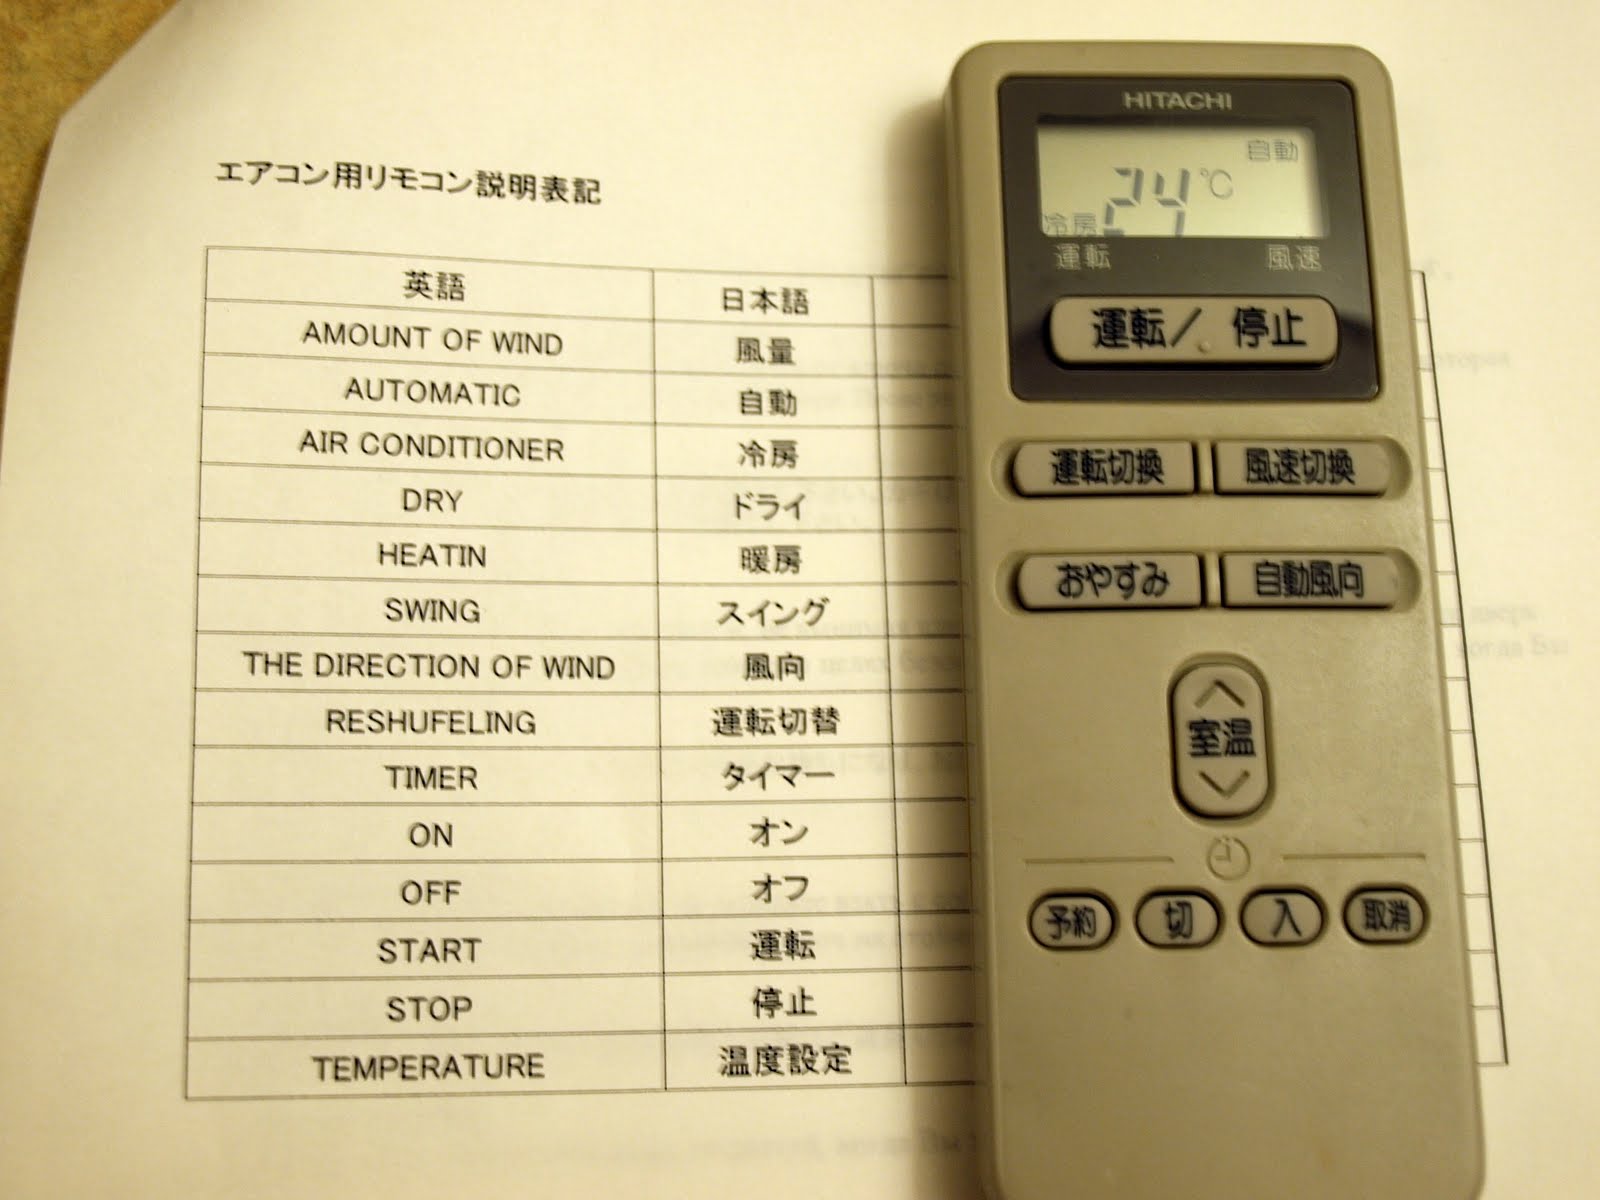 エアコン用リモコン説明表記
英語 日本語
AMOUNT OF WIND 風量
AUTOMATIC 自動
AIR CONDITIONER 冷房
DRY ドライ
HEATIN 暖房
SWING スイング
THE DIRECTION OF WIND 風向
RESHUFELING 運転切替
TIMER タイマー
ON オン
OFF オフ
START 運転
STOP 停止
TEMPERATURE 温度設定
HITACHI
自動
24℃
冷房
運転 風速
運転/停止
運転切換 風速切換
おやすみ 自動風向
室温
予約 切 入 取消